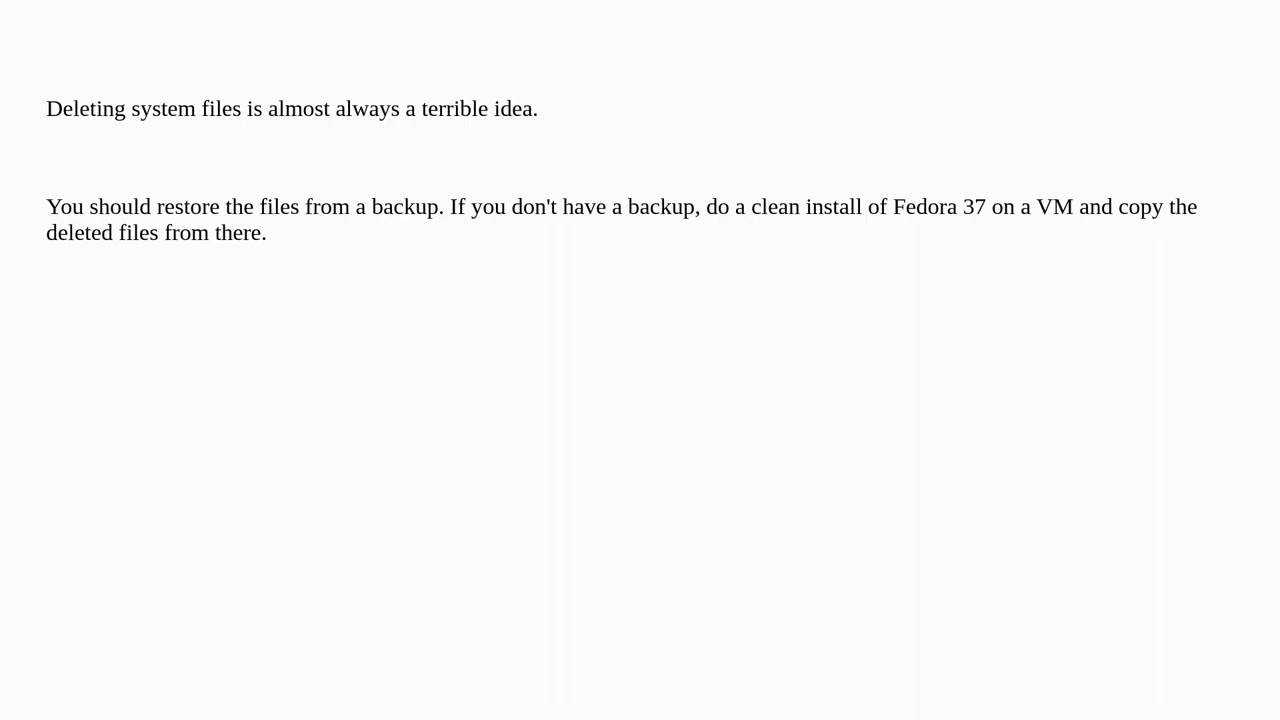 Deleting system files is almost always a terrible idea.
You should restore the files from a backup. If you don't have a backup, do a clean install of Fedora 37 on a VM and copy the
deleted files from there.